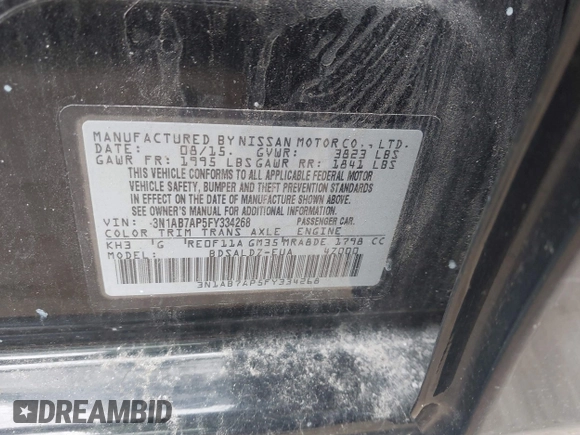 MANUFACTURED BY NISSAN MOTOR CO., LTD.
DATE: 08/15. GVWR: 3823 LBS
GAWR FR: 1995 LBS GAWR RR: 1841 LBS
THIS VEHICLE CONFORMS TO ALL APPLICABLE FEDERAL MOTOR
VEHICLE SAFETY, BUMPER AND THEFT PREVENTION STANDARDS
IN EFFECT ON THE DATE OF MANUFACTURE SHOWN ABOVE.
SEE OWNER'S MANUAL FOR ADDITIONAL INFORMATION.
VIN: 3N1AB7AP5FY334268 PASSENGER CAR.
COLOR TRIM TRANS AXLE ENGINE
KH3 G RE0F11A GM35 MRA8DE 1798 CC
MODEL: BDSALDZ-EUA 4Z000
3N1AB7AP5FY334268
DREAMBID